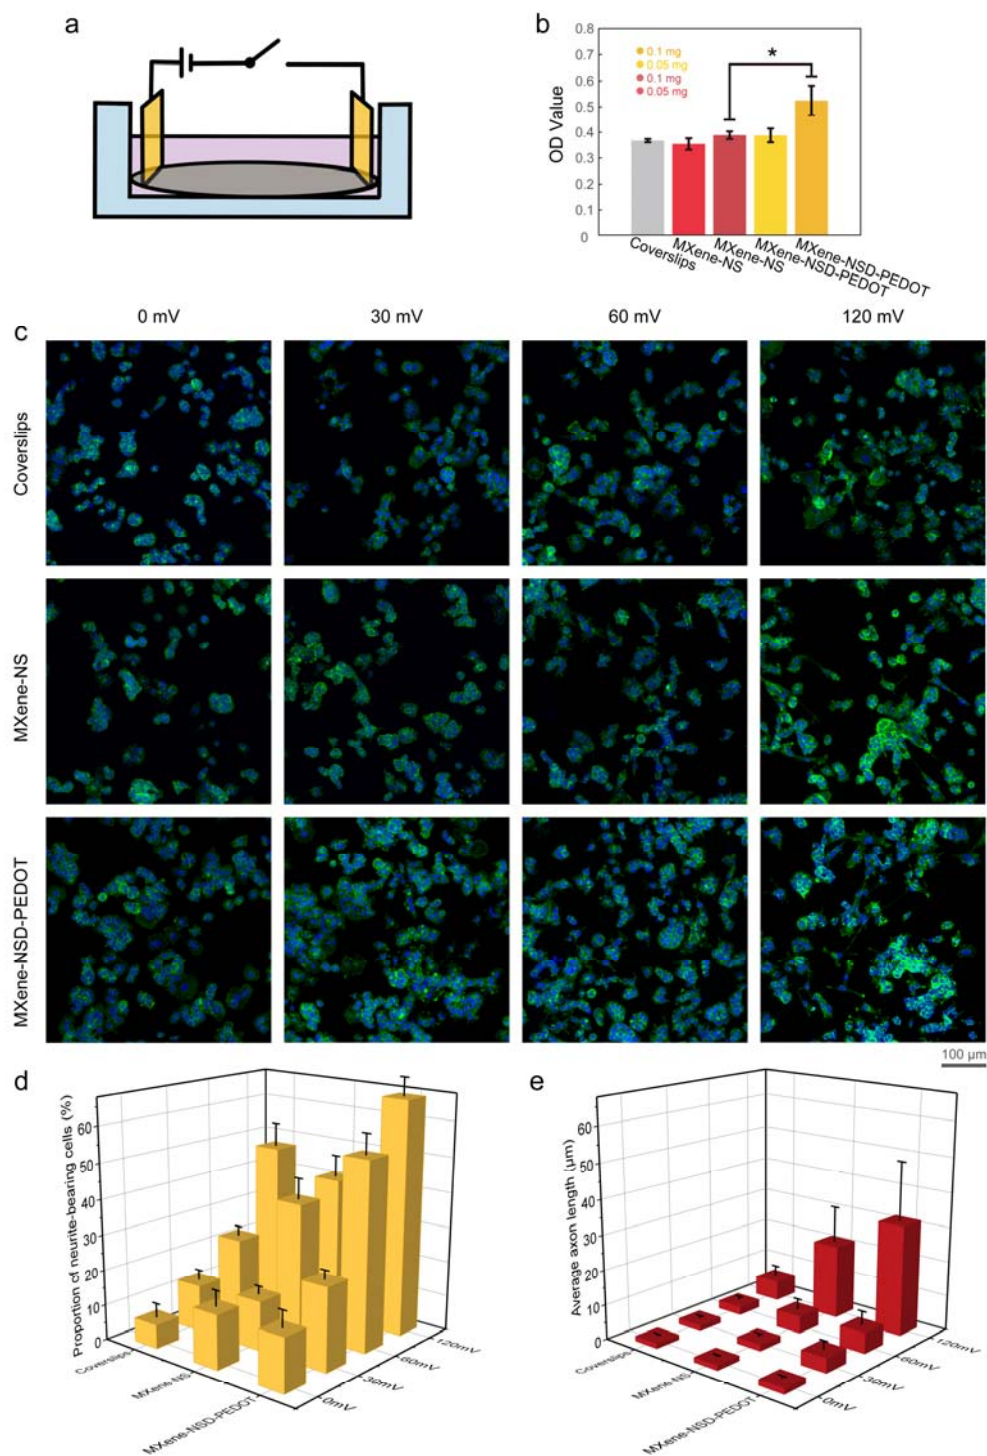 a
b
0.8
0.7
0.6
0.5
0.4
0.3
0.2
0.1
0
OD Value
0.1 mg
0.05 mg
0.1 mg
0.05 mg
*
Coverslips
MXene-NS
MXene-NS
MXene-NSD-PEDOT
MXene-NSD-PEDOT
c
0 mV
30 mV
60 mV
120 mV
Coverslips
MXene-NS
MXene-NSD-PEDOT
100 μm
d
Proportion of neurite-bearing cells (%)
60
50
40
30
20
10
0
Coverslips
MXene-NS
MXene-NSD-PEDOT
0mV
30mV
60mV
120mV
e
Average axon length (μm)
60
50
40
30
20
10
0
Coverslips
MXene-NS
MXene-NSD-PEDOT
0mV
30mV
60mV
120mV